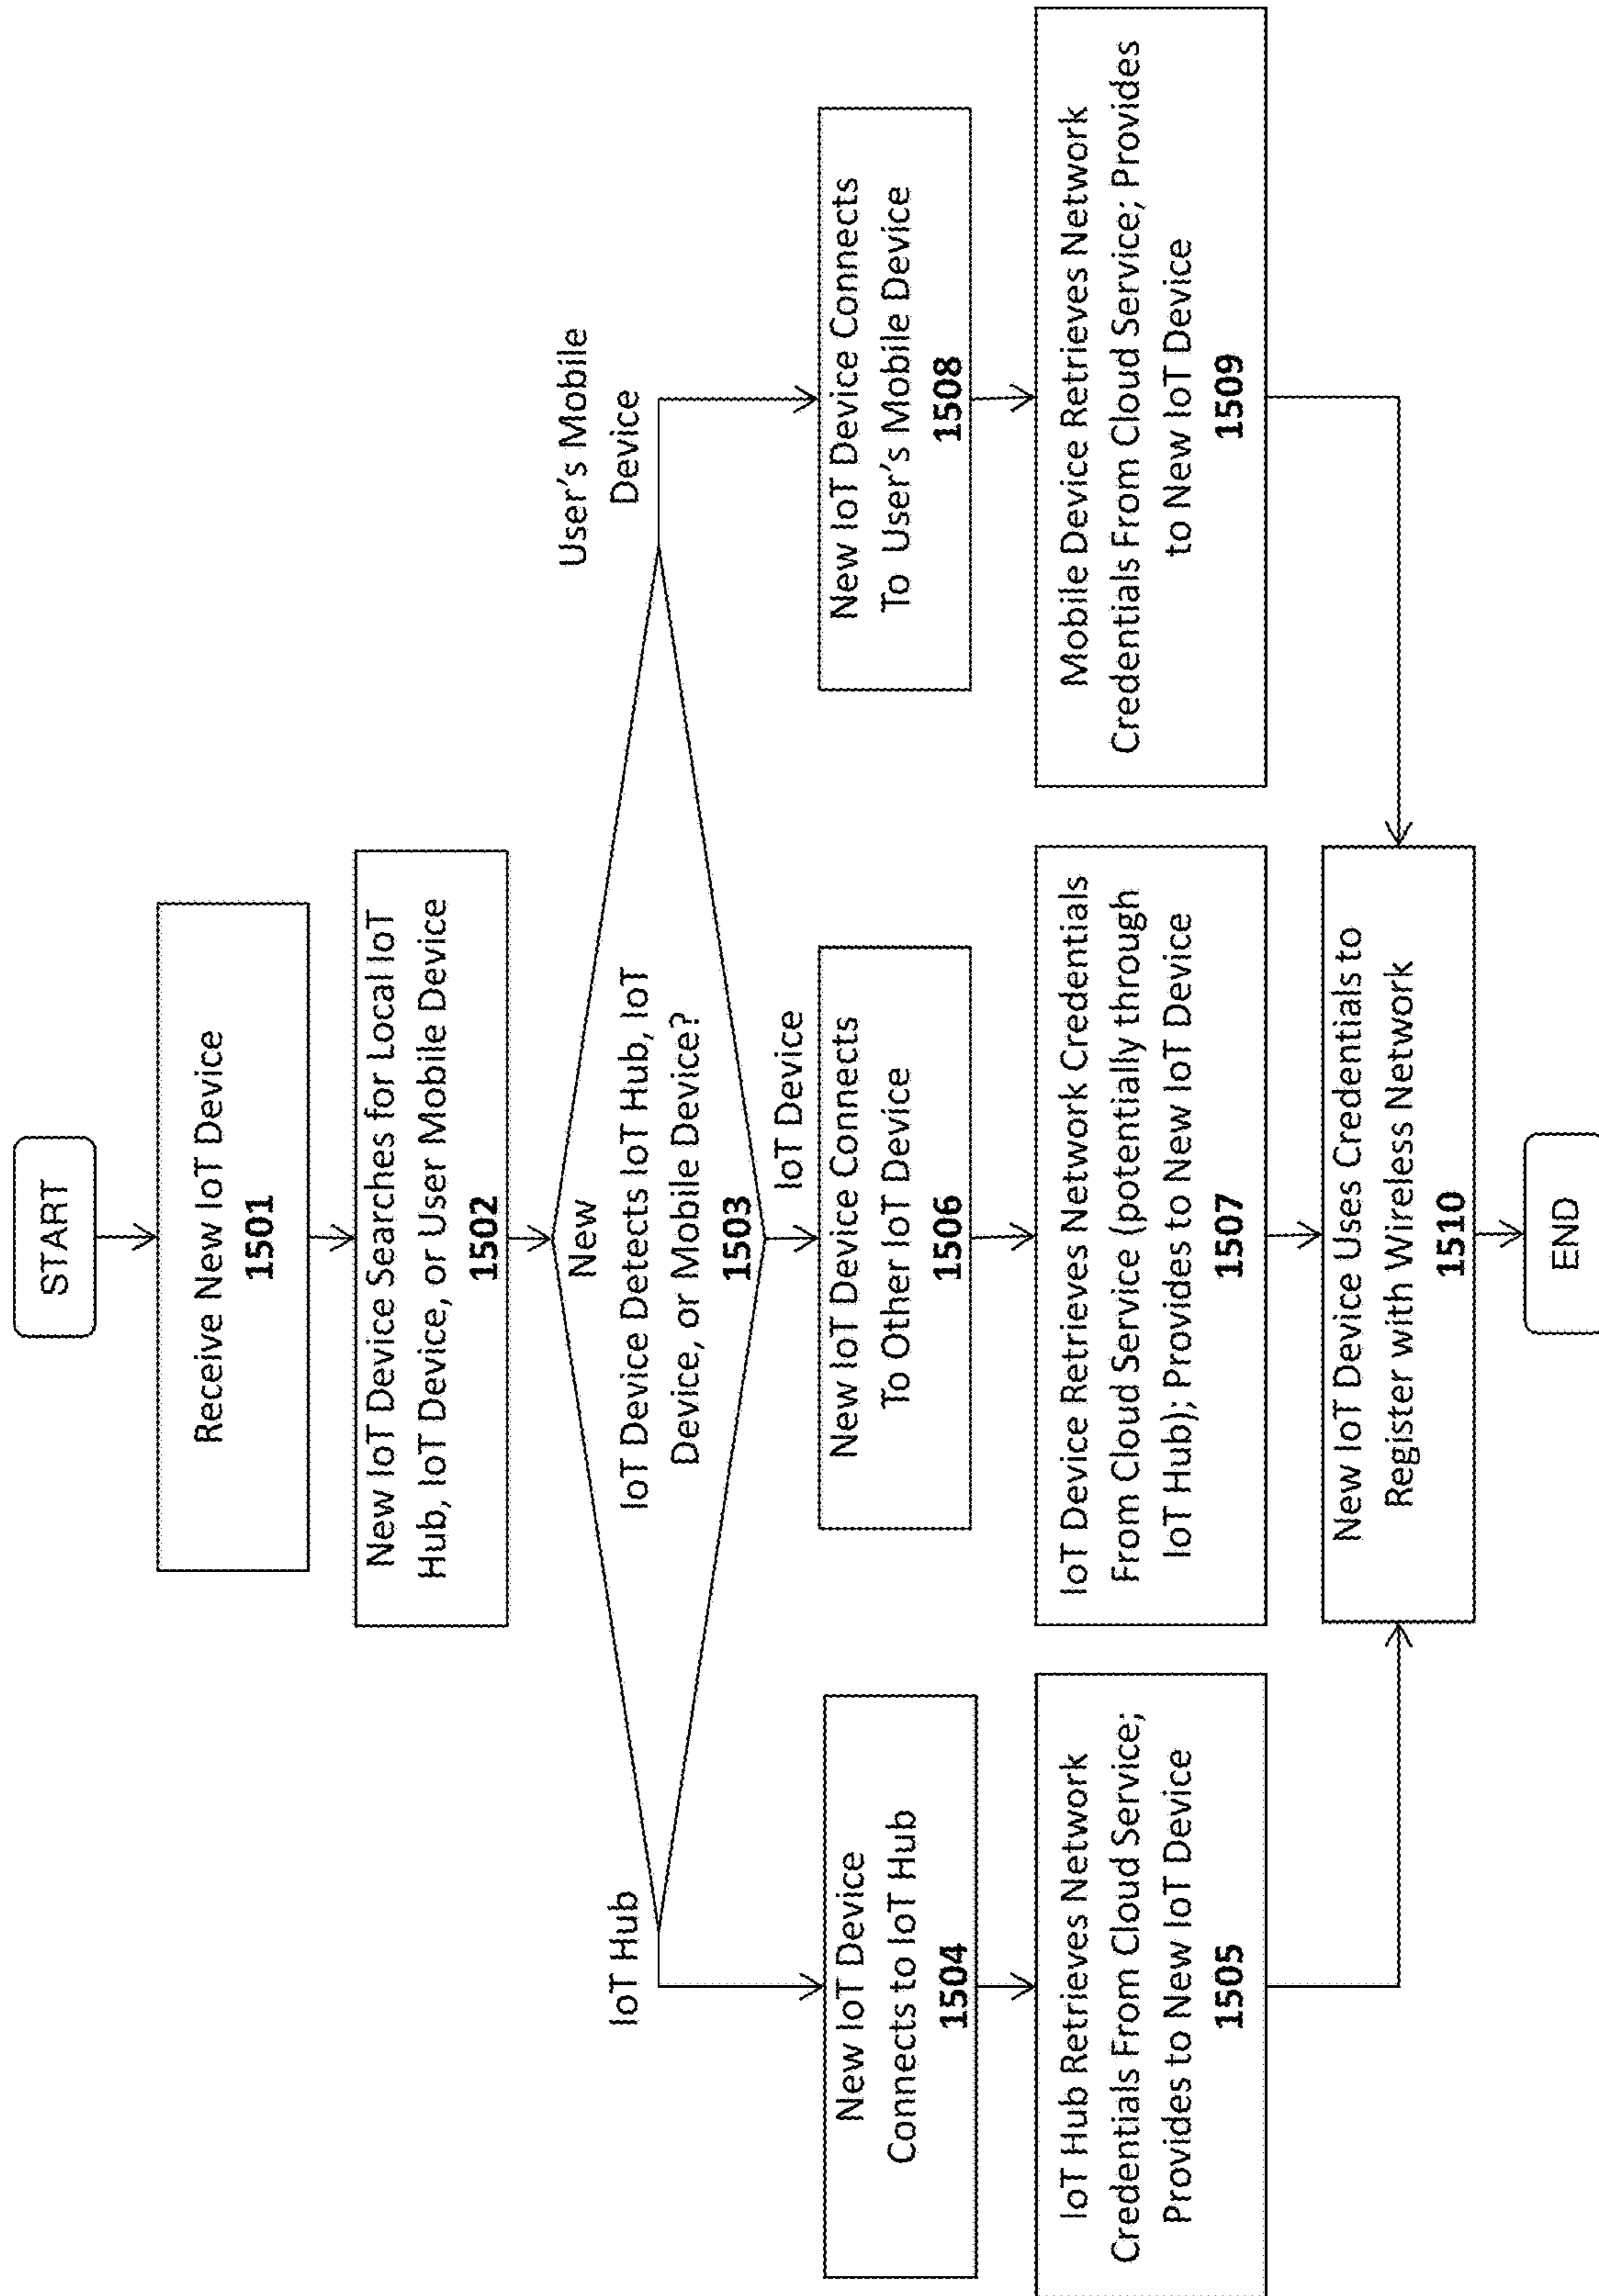 START
Receive New IoT Device
1501
New IoT Device Searches for Local IoT
Hub, IoT Device, or User Mobile Device
1502
New
IoT Device Detects IoT Hub, IoT
Device, or Mobile Device?
1503
IoT Hub
IoT Device
User's Mobile
Device
New IoT Device
Connects to IoT Hub
1504
IoT Hub Retrieves Network
Credentials From Cloud Service;
Provides to New IoT Device
1505
New IoT Device Connects
To Other IoT Device
1506
IoT Device Retrieves Network Credentials
From Cloud Service (potentially through
IoT Hub); Provides to New IoT Device
1507
New IoT Device Connects
To User's Mobile Device
1508
Mobile Device Retrieves Network
Credentials From Cloud Service; Provides
to New IoT Device
1509
New IoT Device Uses Credentials to
Register with Wireless Network
1510
END